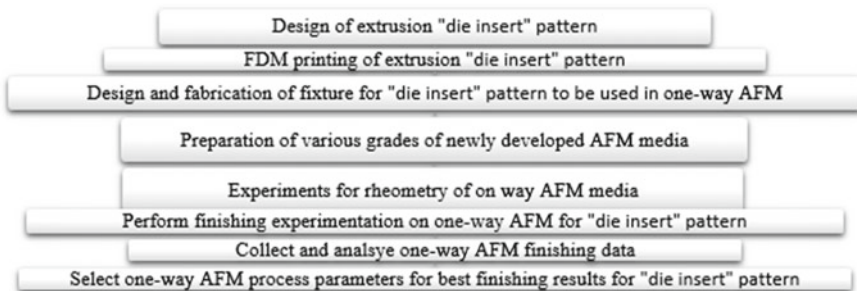 Design of extrusion "die insert" pattern
FDM printing of extrusion "die insert" pattern
Design and fabrication of fixture for "die insert" pattern to be used in one-way AFM
Preparation of various grades of newly developed AFM media
Experiments for rheometry of on way AFM media
Perform finishing experimentation on one-way AFM for "die insert" pattern
Collect and analsye one-way AFM finishing data
Select one-way AFM process parameters for best finishing results for "die insert" pattern